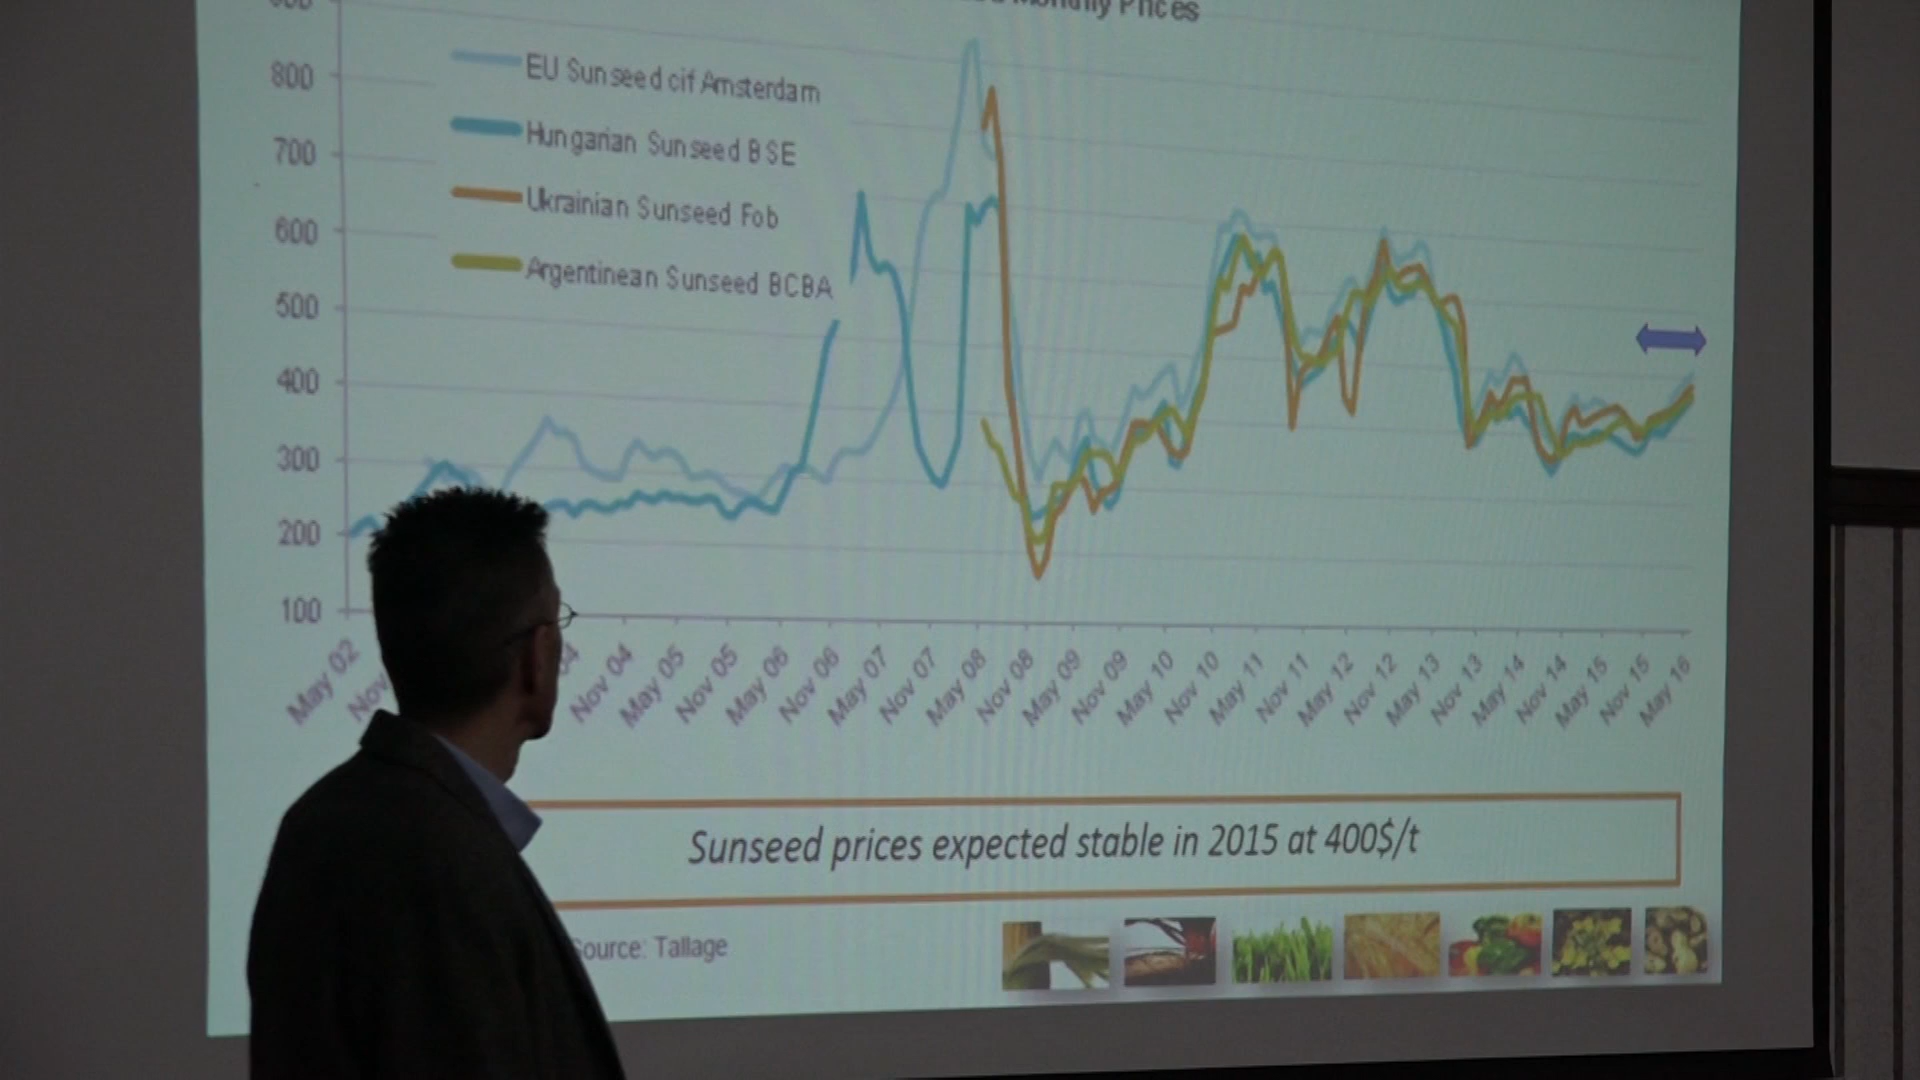 Monthly Prices
800
700
600
500
400
300
200
100
EU Sunseed cif Amsterdam
Hungarian Sunseed BSE
Ukrainian Sunseed Fob
Argentinean Sunseed BCBA
May 02
Nov
04
Nov 04
May 05
Nov 05
May 06
Nov 06
May 07
Nov 07
May 08
Nov 08
May 09
Nov 09
May 10
Nov 10
May 11
Nov 11
May 12
Nov 12
May 13
Nov 13
May 14
Nov 14
May 15
Nov 15
May 16
Sunseed prices expected stable in 2015 at 400$/t
Source: Tallage